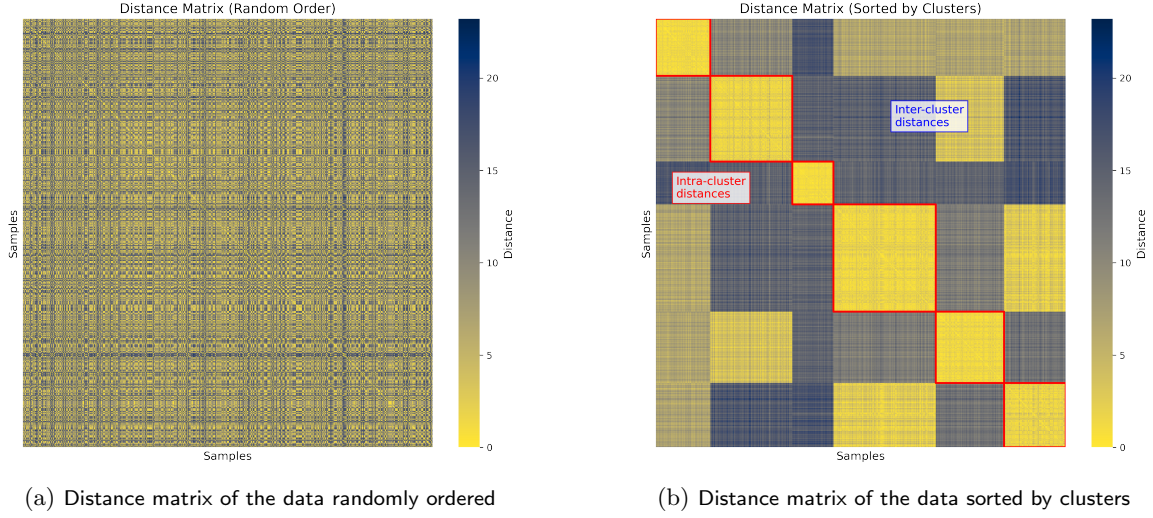 Distance Matrix (Random Order)
Samples
Samples
20
15
10
5
0
Distance
(a) Distance matrix of the data randomly ordered
Distance Matrix (Sorted by Clusters)
Samples
Inter-cluster
distances
Intra-cluster
distances
Samples
20
15
10
5
0
Distance
(b) Distance matrix of the data sorted by clusters